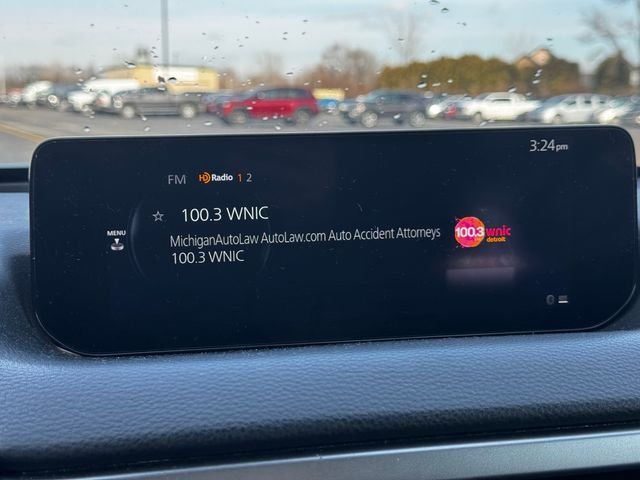 3:24pm
FM HD Radio 1 2
☆ 100.3 WNIC
MENU
MichiganAutoLaw AutoLaw.com Auto Accident Attorneys
100.3 WNIC
100.3 wnic
detroit